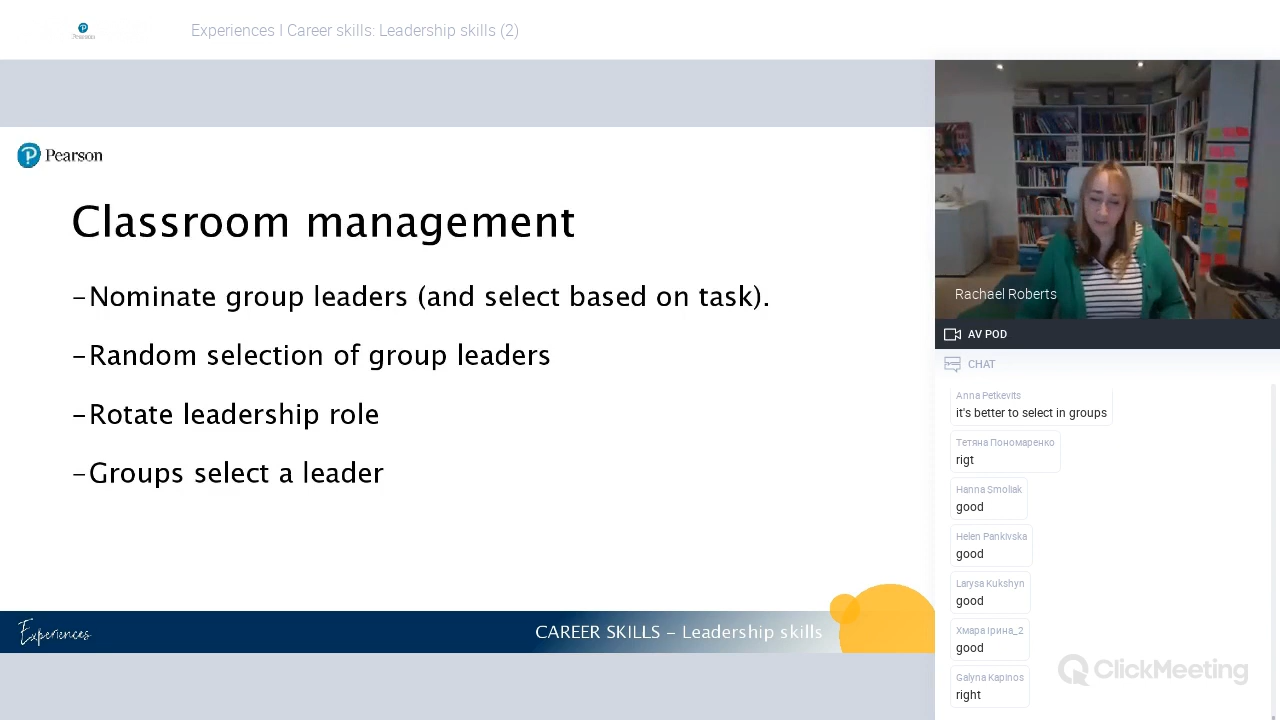 Experiences I Career skills: Leadership skills (2)
Pearson
Classroom management
-Nominate group leaders (and select based on task).
-Random selection of group leaders
-Rotate leadership role
-Groups select a leader
Experiences
CAREER SKILLS – Leadership skills
Rachael Roberts
AV POD
CHAT
Anna Petkevits
it's better to select in groups
Тетяна Пономаренко
rigt
Hanna Smoliak
good
Helen Pankivska
good
Larysa Kukshyn
good
Хмара Ірина_2
good
Galyna Kapinos
right
ClickMeeting